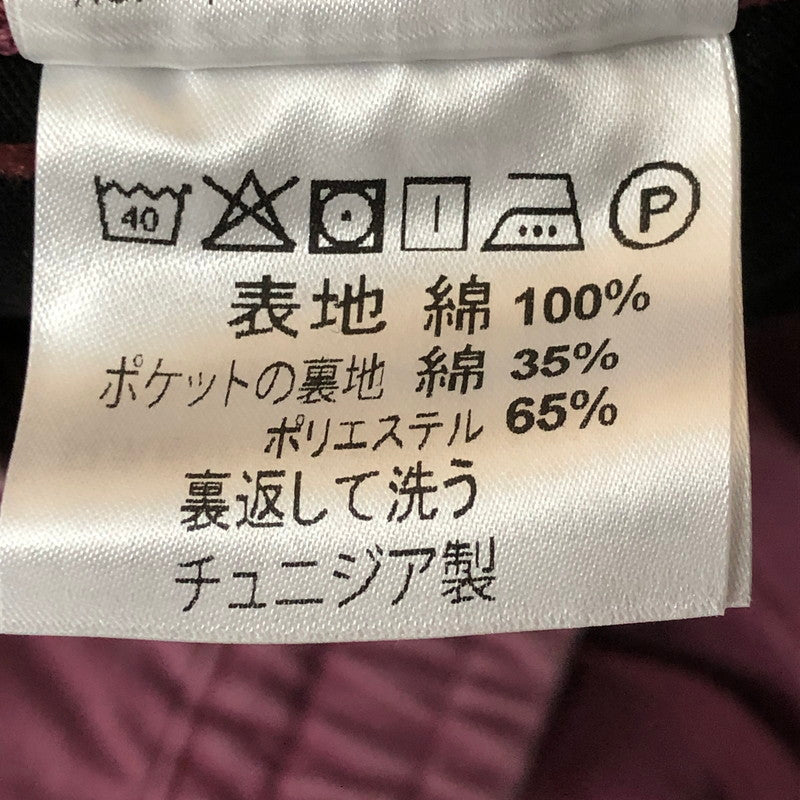 40
P
表地 綿 100%
ポケットの裏地 綿 35%
ポリエステル 65%
裏返して洗う
チュニジア製